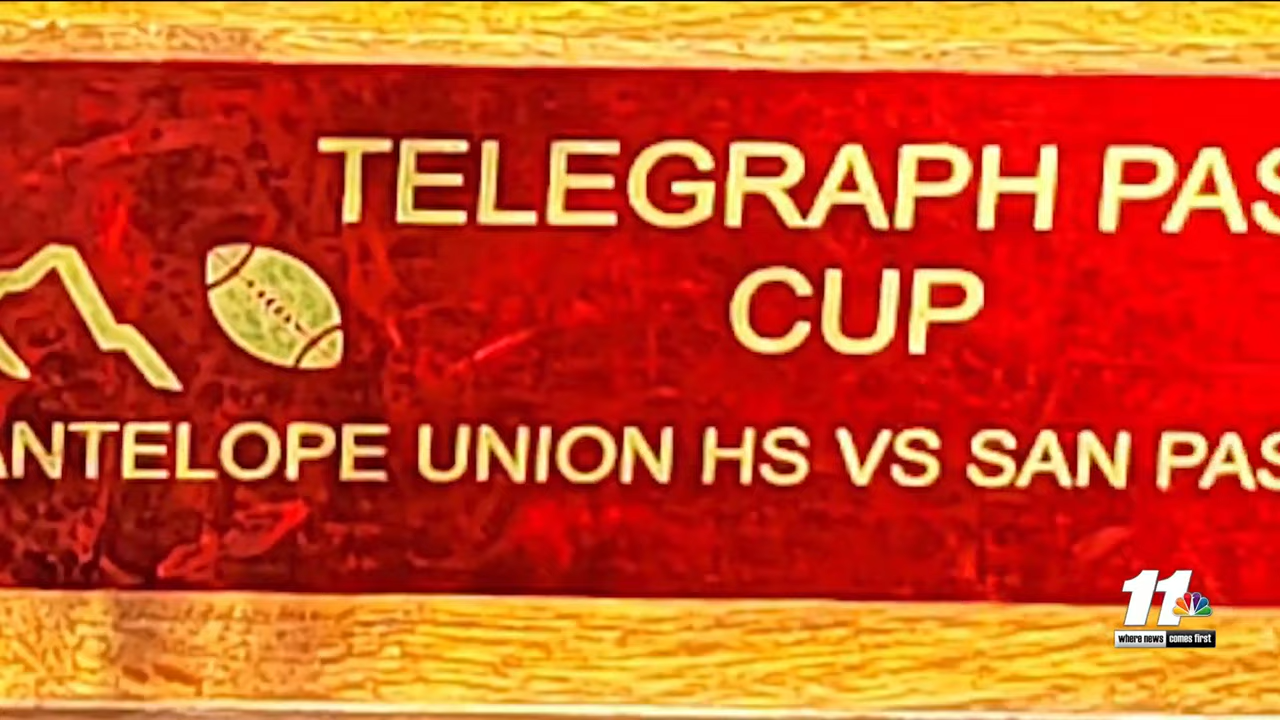 TELEGRAPH PAS
CUP
ANTELOPE UNION HS VS SAN PAS
11
where news comes first